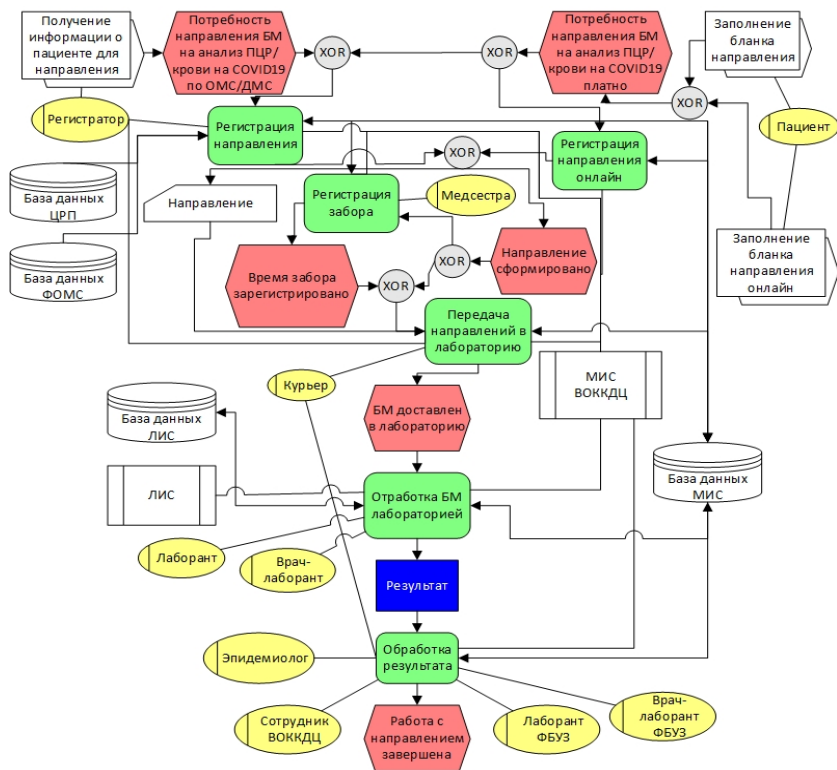 Получение
информации о
пациенте для
направления
Потребность
направления БМ
на анализ ПЦР/
крови на COVID19
по ОМС/ДМС
XOR
XOR
Потребность
направления БМ
на анализ ПЦР/
крови на COVID19
платно
Заполнение
бланка
направления
XOR
Регистратор
Регистрация
направления
Регистрация
направления
онлайн
Пациент
XOR
База данных
ЦРП
Направление
Регистрация
забора
Медсестра
База данных
ФОМС
Время забора
зарегистрировано
XOR
XOR
Направление
сформировано
Заполнение
бланка
направления
онлайн
Передача
направлений в
лабораторию
Курьер
МИС
ВОККДЦ
База данных
ЛИС
БМ доставлен
в лабораторию
База данных
МИС
ЛИС
Отработка БМ
лабораторией
Лаборант
Врач-
лаборант
Результат
Эпидемиолог
Обработка
результата
Сотрудник
ВОККДЦ
Работа с
направлением
завершена
Лаборант
ФБУЗ
Врач-
лаборант
ФБУЗ